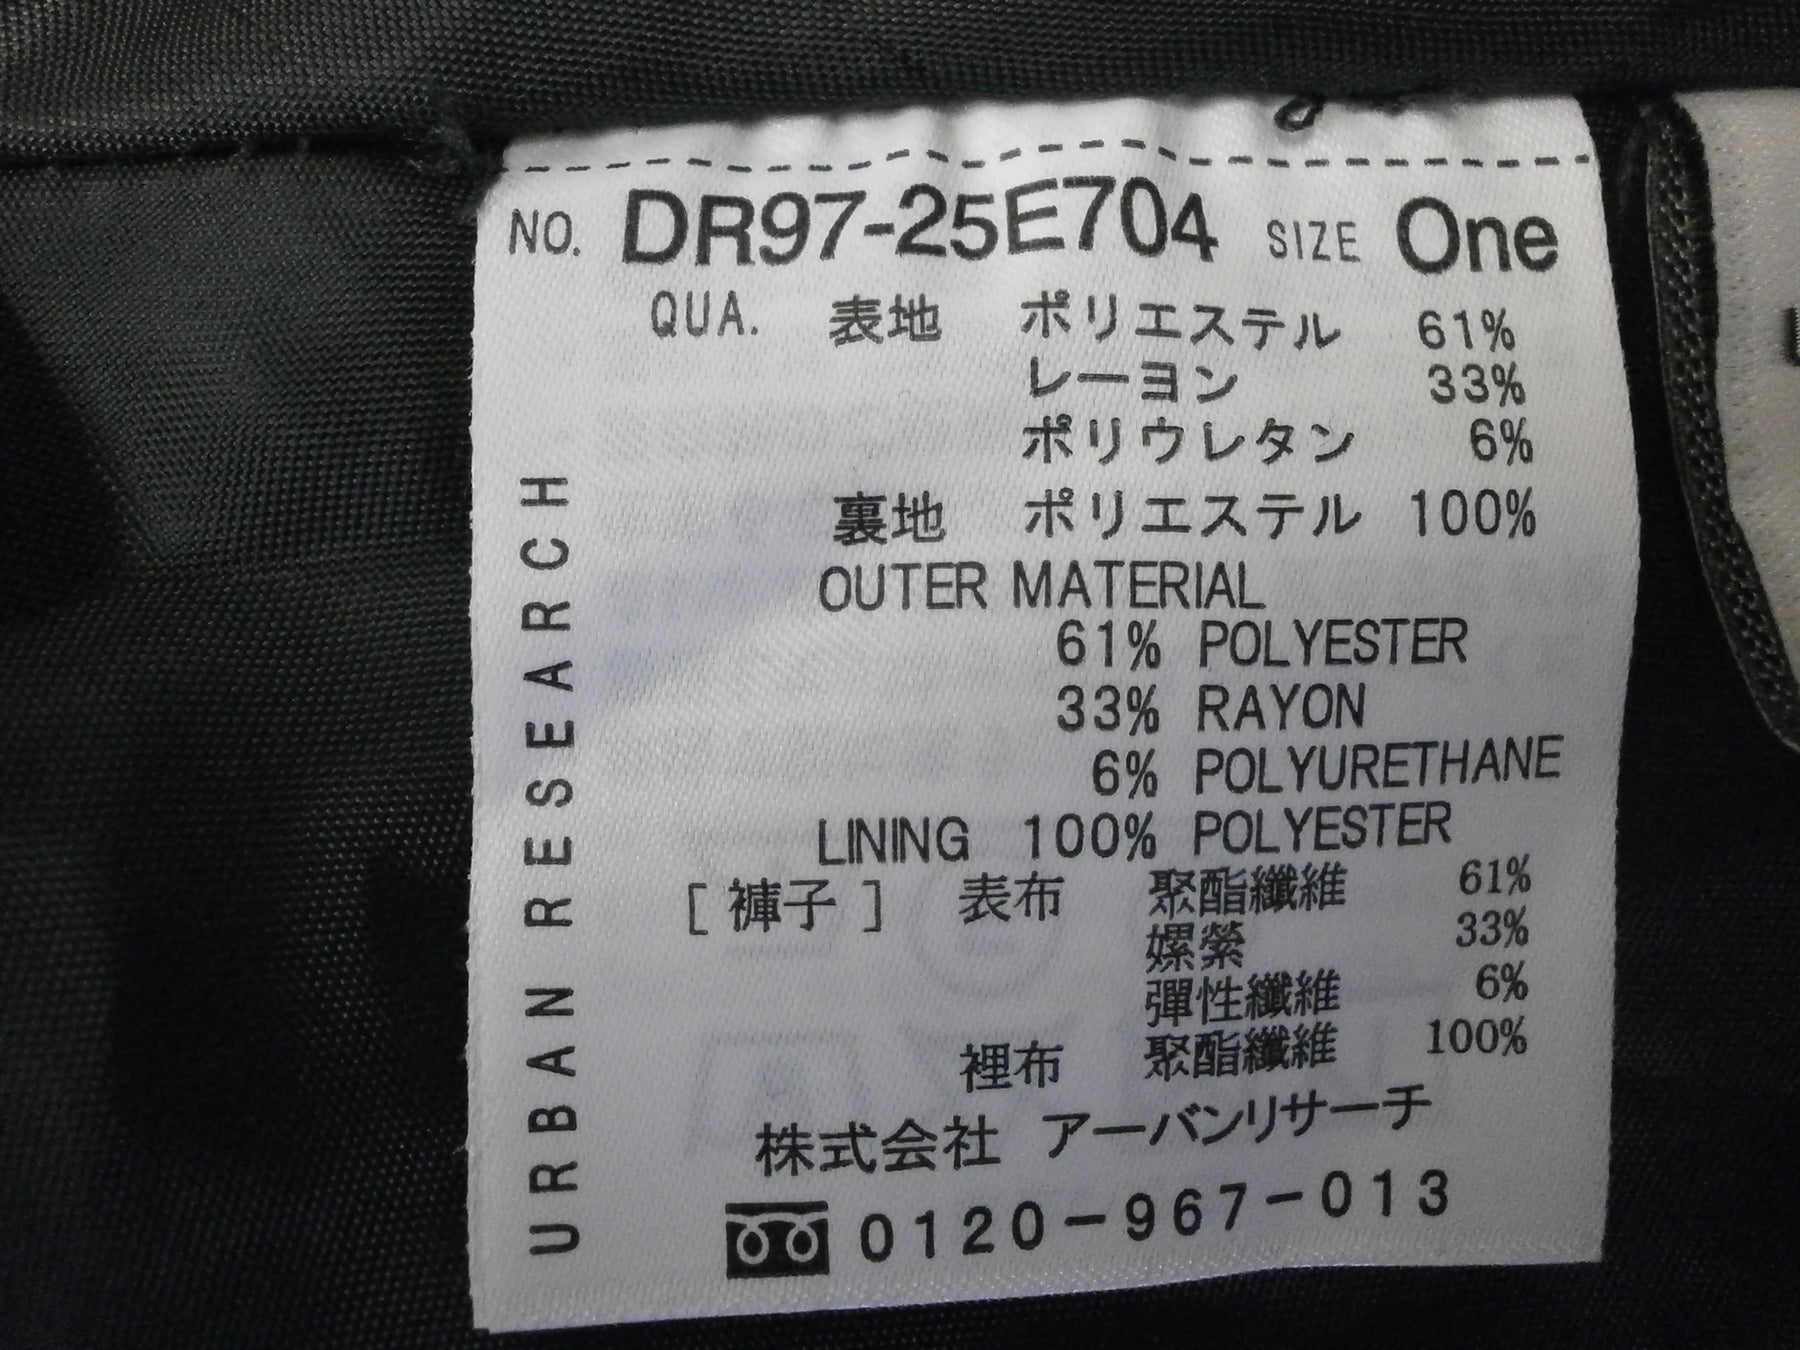 NO. DR97-25E704 SIZE One
QUA. 表地 ポリエステル 61%
レーヨン 33%
ポリウレタン 6%
裏地 ポリエステル 100%
OUTER MATERIAL
61% POLYESTER
33% RAYON
6% POLYURETHANE
LINING 100% POLYESTER
[褲子] 表布 聚酯纖維 61%
嫘縈 33%
彈性纖維 6%
裡布 聚酯纖維 100%
株式会社 アーバンリサーチ
0120-967-013
URBAN RESEARCH